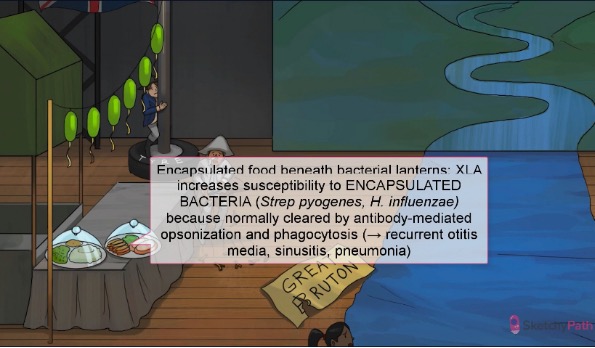 Encapsulated food beneath bacterial lanterns: XLA
increases susceptibility to ENCAPSULATED
BACTERIA (Strep pyogenes, H. influenzae)
because normally cleared by antibody-mediated
opsonization and phagocytosis (→ recurrent otitis
media, sinusitis, pneumonia)
GREAT
BRUTON
SketchyPath